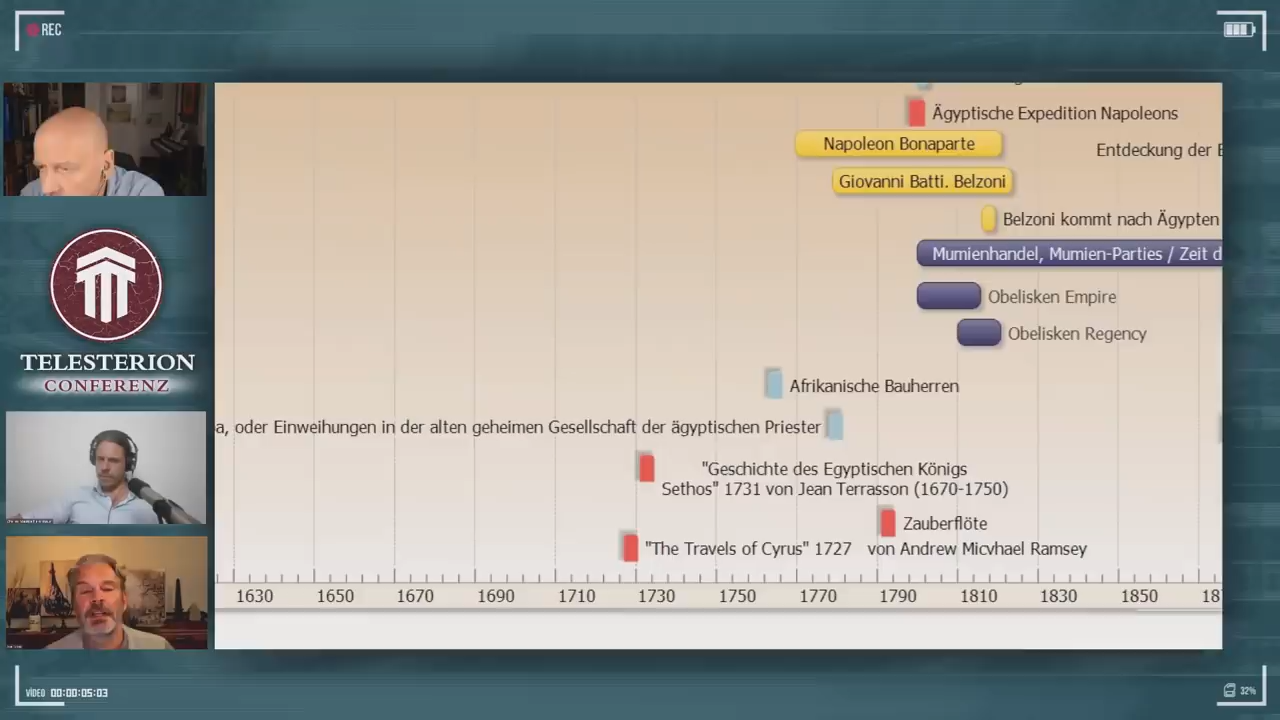 REC
Ägyptische Expedition Napoleons
Napoleon Bonaparte
Entdeckung der
Giovanni Batti. Belzoni
Belzoni kommt nach Ägypten
Mumienhandel, Mumien-Parties / Zeit d
Obelisken Empire
Obelisken Regency
TELESTERION
CONFERENZ
Afrikanische Bauherren
a, oder Einweihungen in der alten geheimen Gesellschaft der ägyptischen Priester
"Geschichte des Egyptischen Königs
Sethos" 1731 von Jean Terrasson (1670-1750)
Zauberflöte
"The Travels of Cyrus" 1727 von Andrew Micvhael Ramsey
1630 1650 1670 1690 1710 1730 1750 1770 1790 1810 1830 1850 187
VÍDEO 00:00:05:03
32%